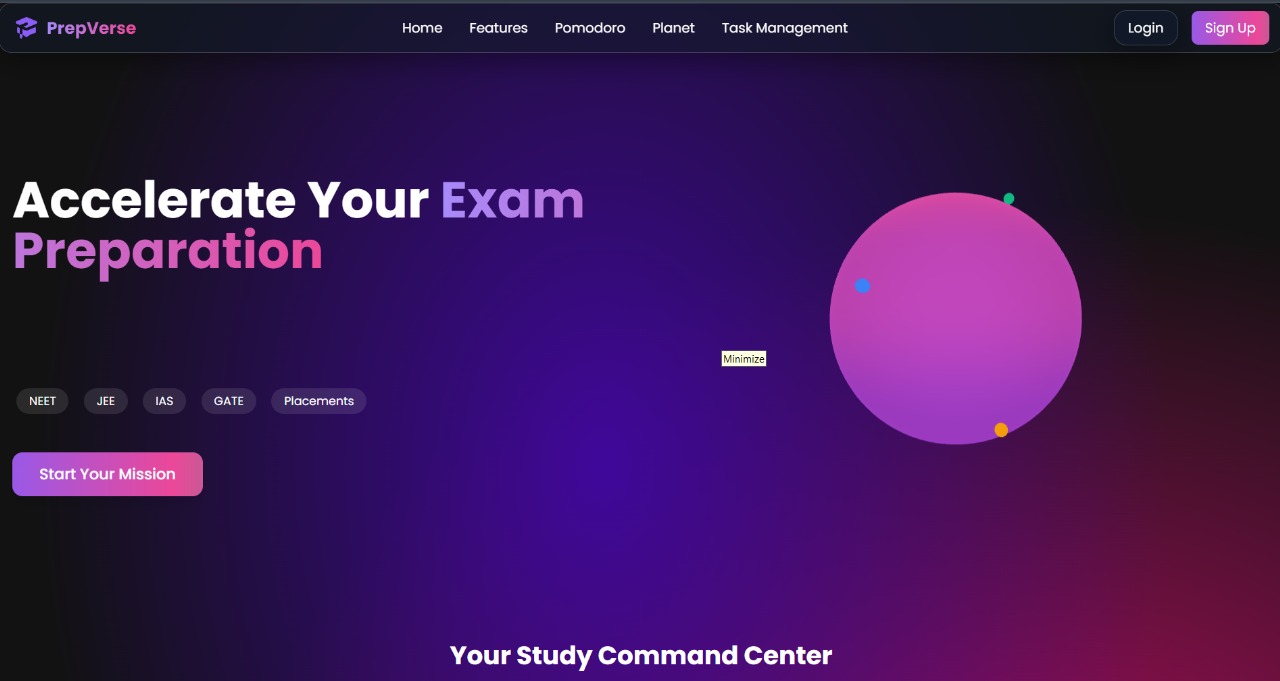 PrepVerse
Home Features Pomodoro Planet Task Management
Login Sign Up
Accelerate Your Exam
Preparation
Minimize
NEET JEE IAS GATE Placements
Start Your Mission
Your Study Command Center